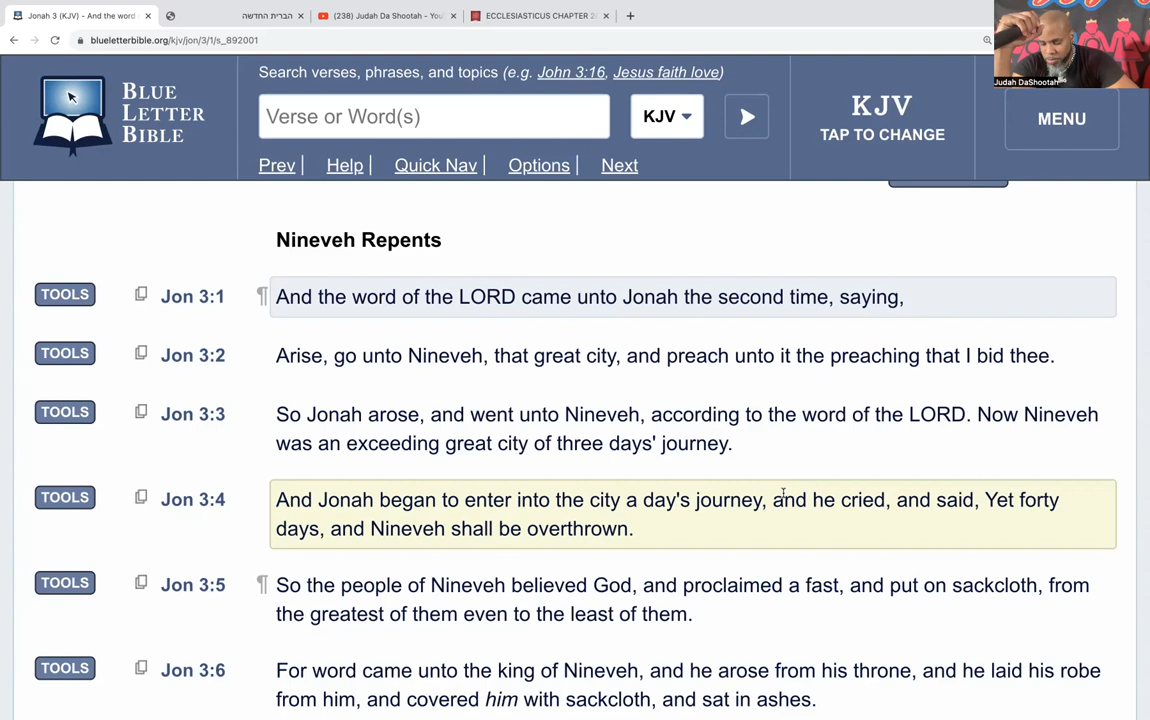 Jonah 3 (KJV) - And the word
הברית החדשה
(238) Judah Da Shootah - You
ECCLESIASTICUS CHAPTER 2
blueletterbible.org/kjv/jon/3/1/s_892001
Judah DaShootah
BLUE
LETTER
BIBLE
Search verses, phrases, and topics (e.g. John 3:16, Jesus faith love)
Verse or Word(s)
KJV
KJV
TAP TO CHANGE
MENU
Prev | Help | Quick Nav | Options | Next
Nineveh Repents
TOOLS Jon 3:1 ¶ And the word of the LORD came unto Jonah the second time, saying,
TOOLS Jon 3:2 Arise, go unto Nineveh, that great city, and preach unto it the preaching that I bid thee.
TOOLS Jon 3:3 So Jonah arose, and went unto Nineveh, according to the word of the LORD. Now Nineveh
was an exceeding great city of three days' journey.
TOOLS Jon 3:4 And Jonah began to enter into the city a day's journey, and he cried, and said, Yet forty
days, and Nineveh shall be overthrown.
TOOLS Jon 3:5 ¶ So the people of Nineveh believed God, and proclaimed a fast, and put on sackcloth, from
the greatest of them even to the least of them.
TOOLS Jon 3:6 For word came unto the king of Nineveh, and he arose from his throne, and he laid his robe
from him, and covered him with sackcloth, and sat in ashes.